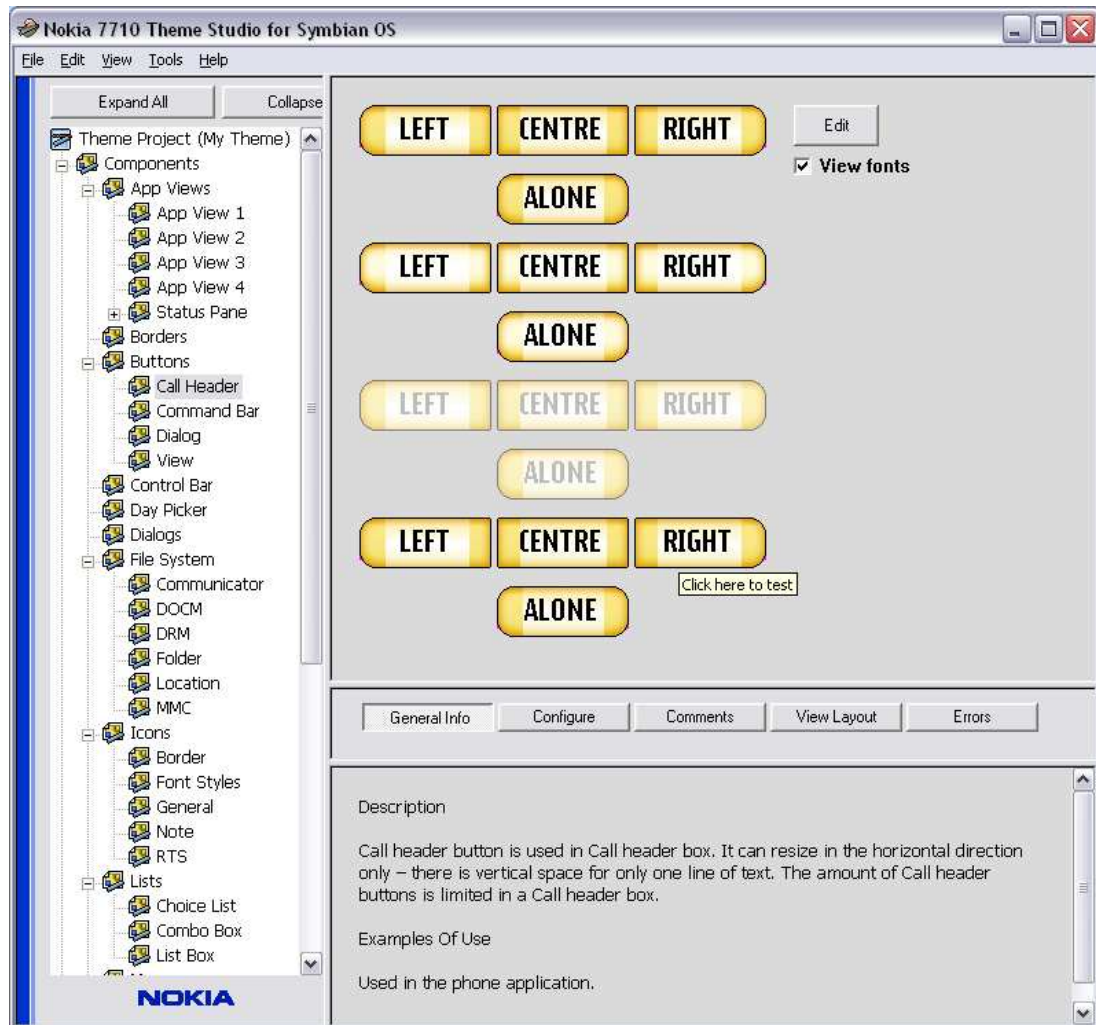 Nokia 7710 Theme Studio for Symbian OS
File Edit View Tools Help
Expand All Collapse
Theme Project (My Theme)
Components
App Views
App View 1
App View 2
App View 3
App View 4
Status Pane
Borders
Buttons
Call Header
Command Bar
Dialog
View
Control Bar
Day Picker
Dialogs
File System
Communicator
DOCM
DRM
Folder
Location
MMC
Icons
Border
Font Styles
General
Note
RTS
Lists
Choice List
Combo Box
List Box
NOKIA
LEFT CENTRE RIGHT
Edit
View fonts
ALONE
LEFT CENTRE RIGHT
ALONE
LEFT CENTRE RIGHT
ALONE
LEFT CENTRE RIGHT
Click here to test
ALONE
General Info Configure Comments View Layout Errors
Description
Call header button is used in Call header box. It can resize in the horizontal direction
only – there is vertical space for only one line of text. The amount of Call header
buttons is limited in a Call header box.
Examples Of Use
Used in the phone application.